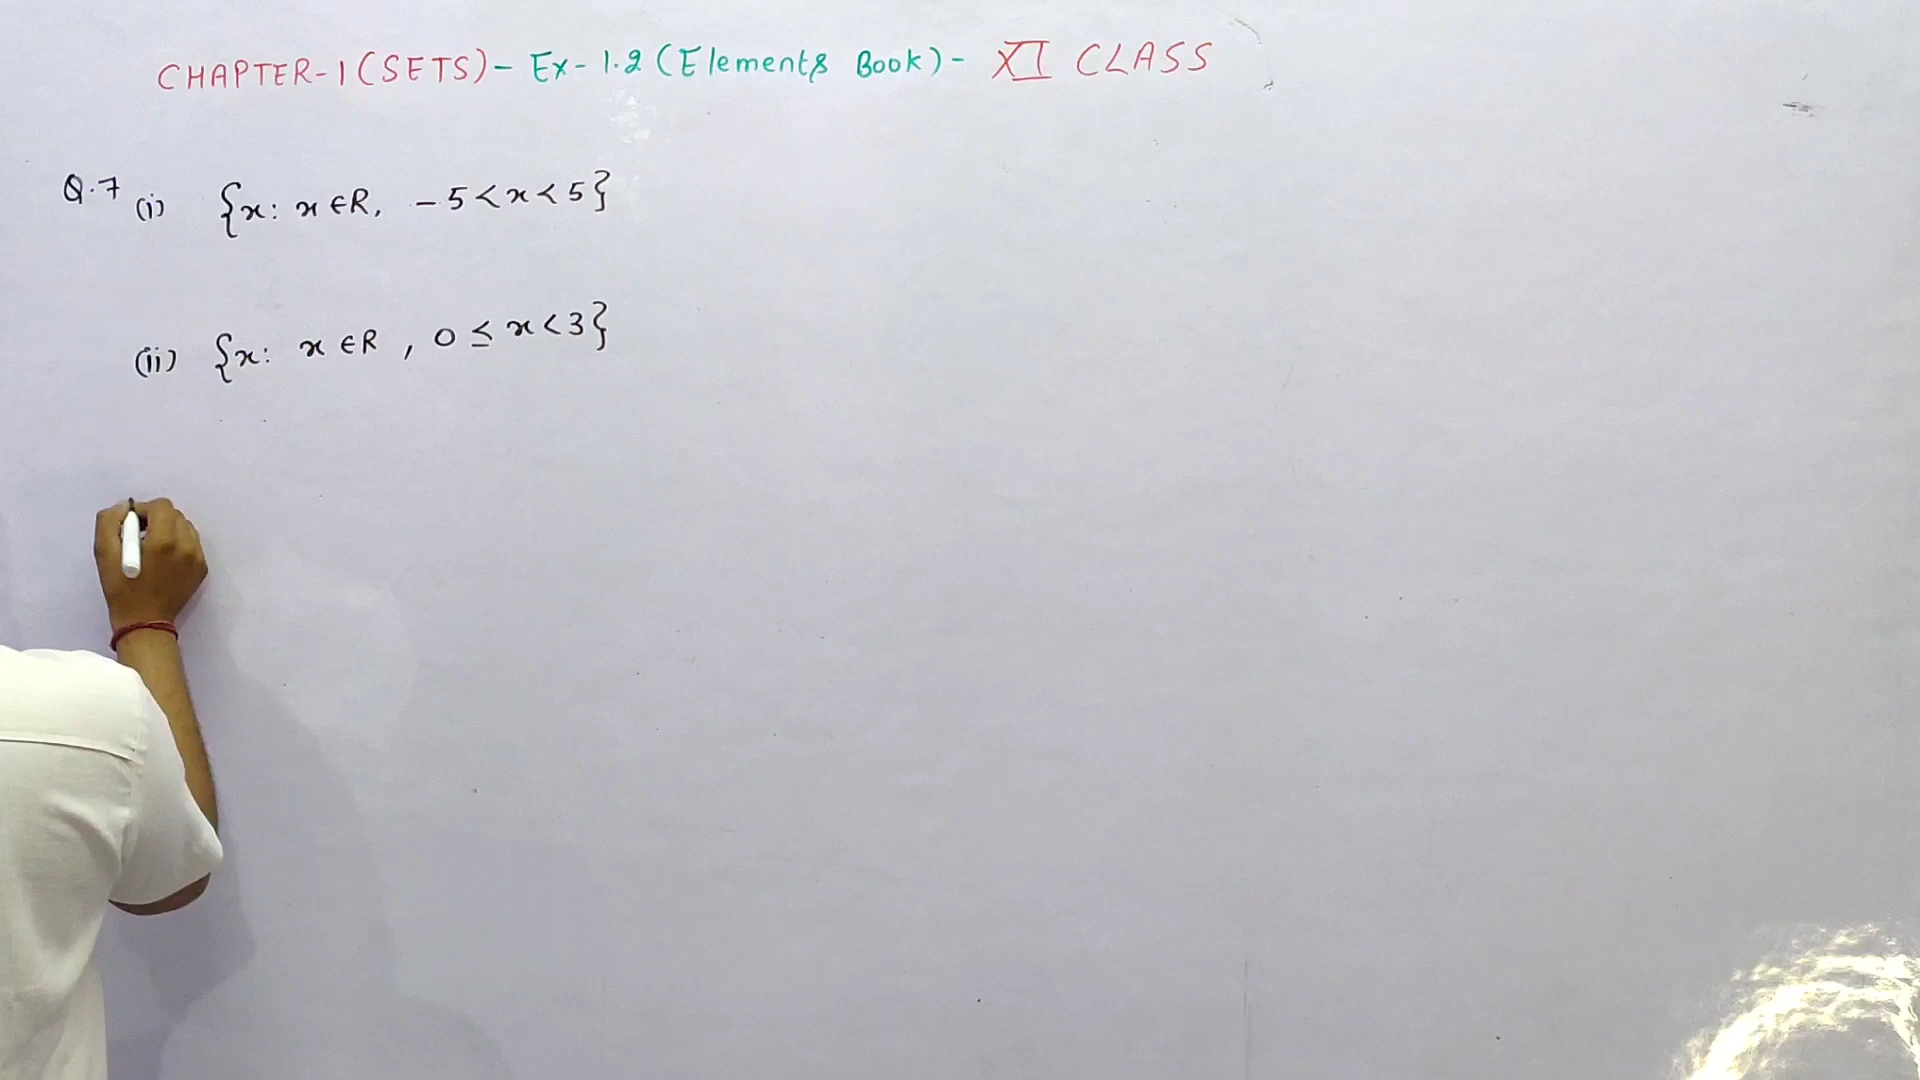 CHAPTER-1(SETS)- Ex-1.2 (Elements Book)- XI CLASS
Q.7 (i) {x: x∈R, -5<x<5}
(ii) {x: x∈R, 0≤x<3}